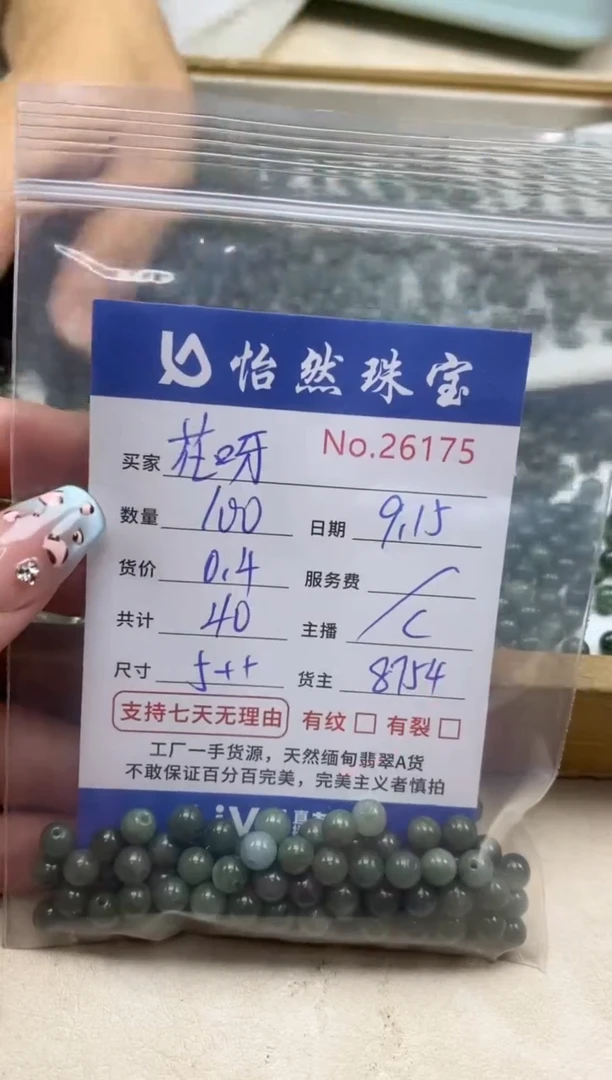 怡然珠宝
No.26175
买家 茌呀
数量 100 日期 9.15
货价 0.4 服务费 /
共计 40 主播 C
尺寸 5++ 货主 8754
支持七天无理由 有纹 有裂
工厂一手货源，天然缅甸翡翠A货
不敢保证百分百完美，完美主义者慎拍